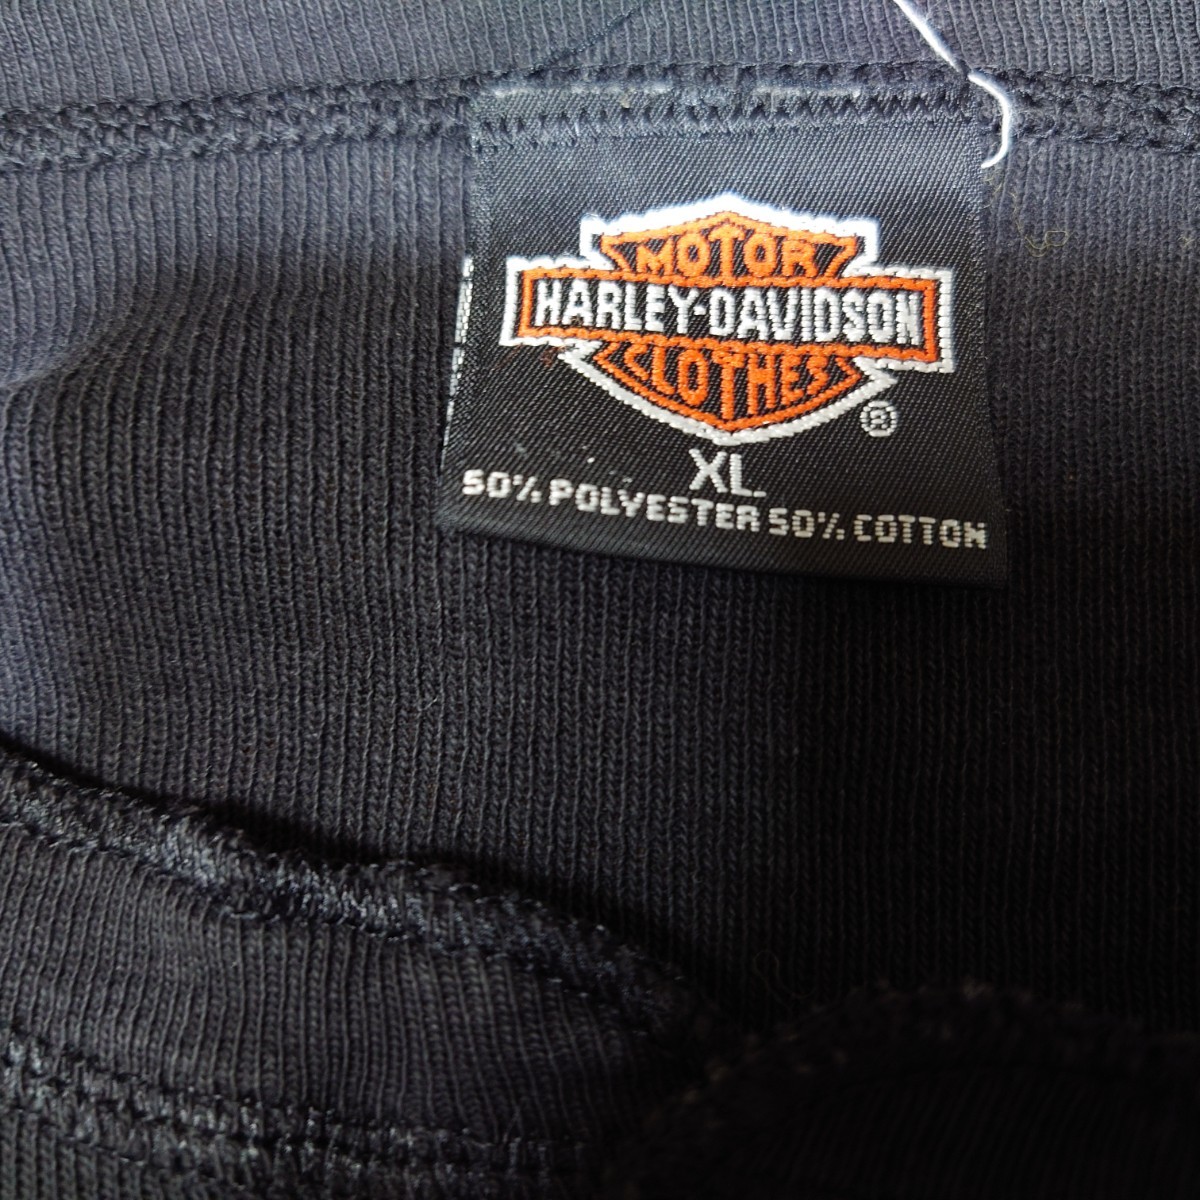 MOTOR
HARLEY-DAVIDSON
CLOTHES
®
XL
50% POLYESTER 50% COTTON